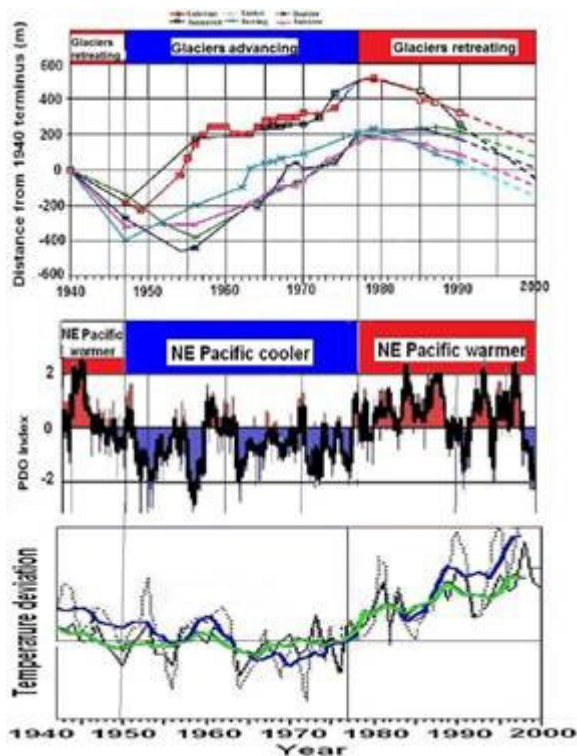 Glaciers retreating
Glaciers advancing
Glaciers retreating
Distance from 1940 terminus (m)
600
400
200
0
-200
-400
-600
1940 1950 1960 1970 1980 1990 2000
NE Pacific warmer
NE Pacific cooler
NE Pacific warmer
PDO Index
2
0
-2
Temperature deviation
1940 1950 1960 1970 1980 1990 2000
Year